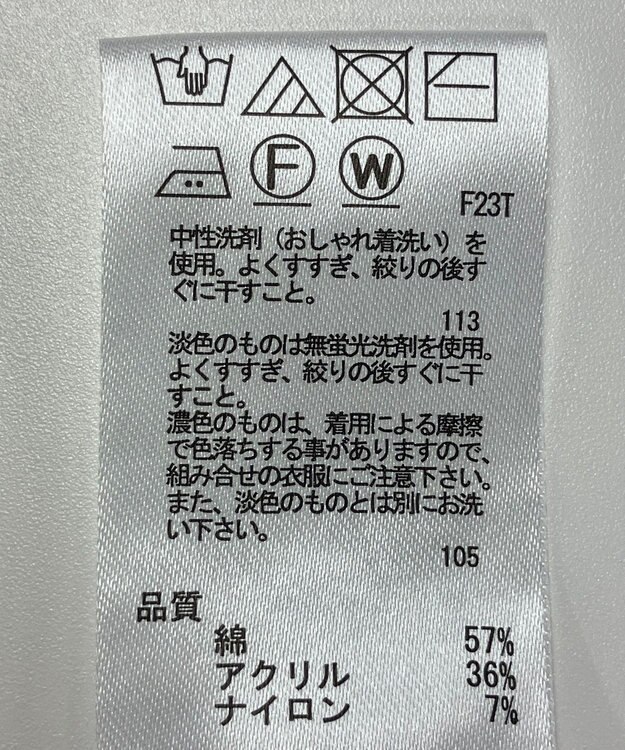 F W
F23T
中性洗剤（おしゃれ着洗い）を
使用。よくすすぎ、絞りの後す
ぐに干すこと。
113
淡色のものは無蛍光洗剤を使用。
よくすすぎ、絞りの後すぐに干
すこと。
濃色のものは、着用による摩擦
で色落ちする事がありますので、
組み合せの衣服にご注意下さい。
また、淡色のものとは別にお洗
い下さい。
105
品質
綿 57%
アクリル 36%
ナイロン 7%